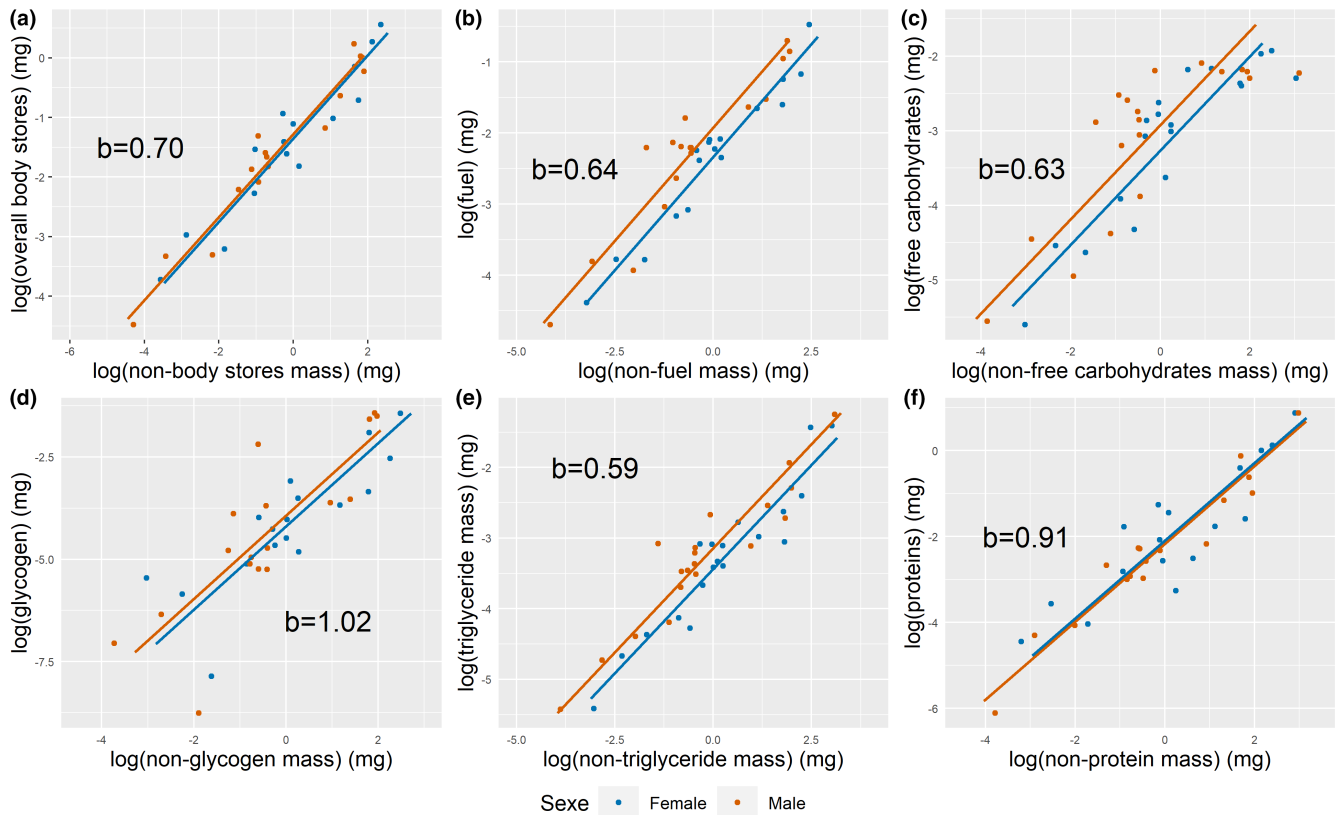 (a)
log(overall body stores) (mg)
0
-1
-2
-3
-4
b=0.70
-6
-4
-2
0
2
log(non-body stores mass) (mg)
(b)
log(fuel) (mg)
-1
-2
-3
-4
b=0.64
-5.0
-2.5
0.0
2.5
log(non-fuel mass) (mg)
(c)
log(free carbohydrates) (mg)
-2
-3
-4
-5
b=0.63
-4
-2
0
2
log(non-free carbohydrates mass) (mg)
(d)
log(glycogen) (mg)
-2.5
-5.0
-7.5
b=1.02
-4
-2
0
2
log(non-glycogen mass) (mg)
(e)
log(triglyceride mass) (mg)
-2
-3
-4
-5
b=0.59
-5.0
-2.5
0.0
2.5
log(non-triglyceride mass) (mg)
(f)
log(proteins) (mg)
0
-2
-4
-6
b=0.91
-4
-2
0
2
log(non-protein mass) (mg)
Sexe Female Male